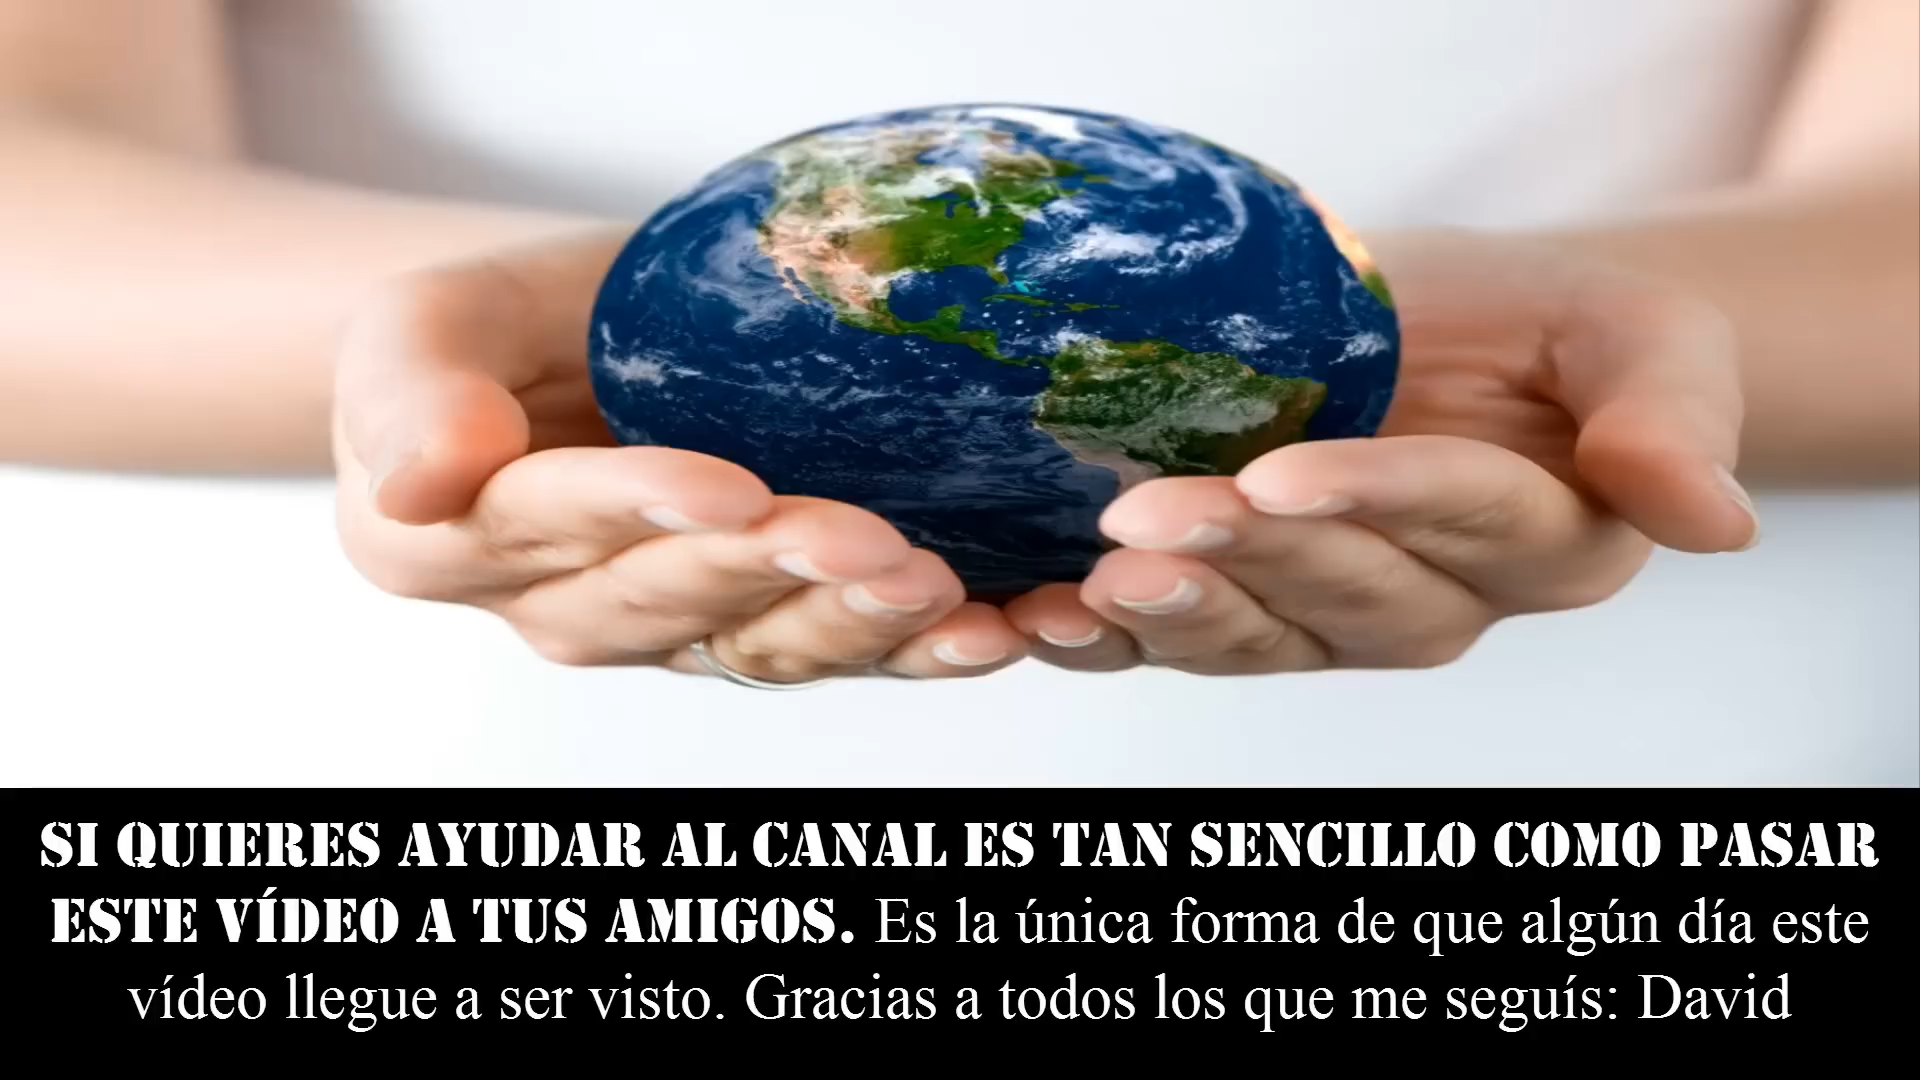 SI QUIERES AYUDAR AL CANAL ES TAN SENCILLO COMO PASAR
ESTE VÍDEO A TUS AMIGOS. Es la única forma de que algún día este
vídeo llegue a ser visto. Gracias a todos los que me seguís: David